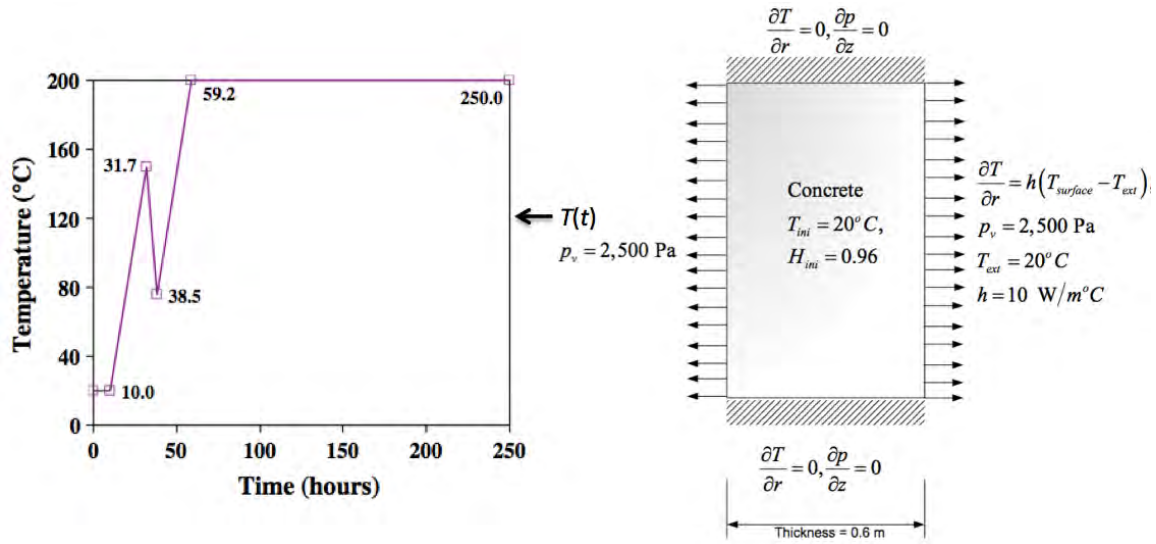 Temperature (°C)
200
160
120
80
40
0
31.7
59.2
250.0
38.5
10.0
0
50
100
150
200
250
Time (hours)
T(t)
p_v = 2,500 Pa
∂T/∂r = 0, ∂p/∂z = 0
Concrete
T_ini = 20°C,
H_ini = 0.96
∂T/∂r = h(T_surface − T_ext),
p_v = 2,500 Pa
T_ext = 20°C
h = 10 W/m°C
∂T/∂r = 0, ∂p/∂z = 0
Thickness = 0.6 m